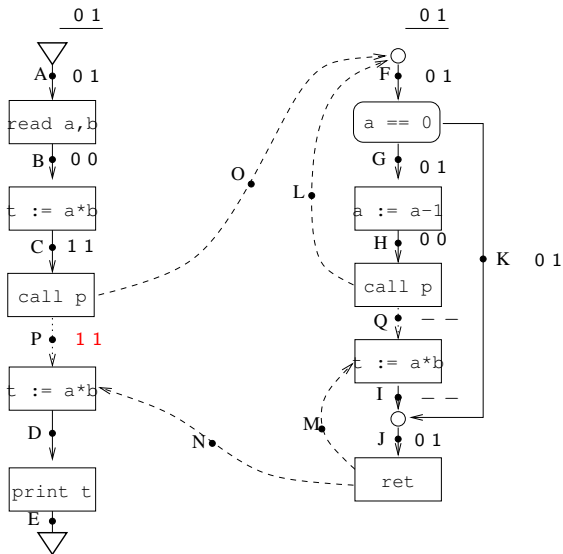 0 1
A 0 1
read a,b
B 0 0
t := a*b
C 1 1
call p
P 1 1
t := a*b
D
print t
E
O
N
0 1
F 0 1
a == 0
G 0 1
a := a-1
H 0 0
call p
Q – –
t := a*b
I – –
J 0 1
ret
L
M
K 0 1